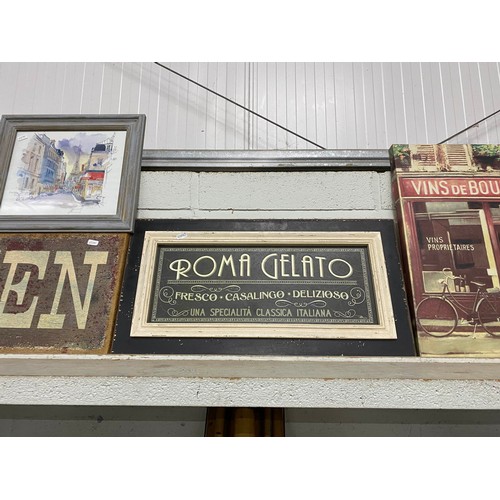 ROMA GELATO
FRESCO • CASALINGO • DELIZIOSO
UNA SPECIALITÀ CLASSICA ITALIANA
EN
VINS DE BOU
VINS
PROPRIETAIRES